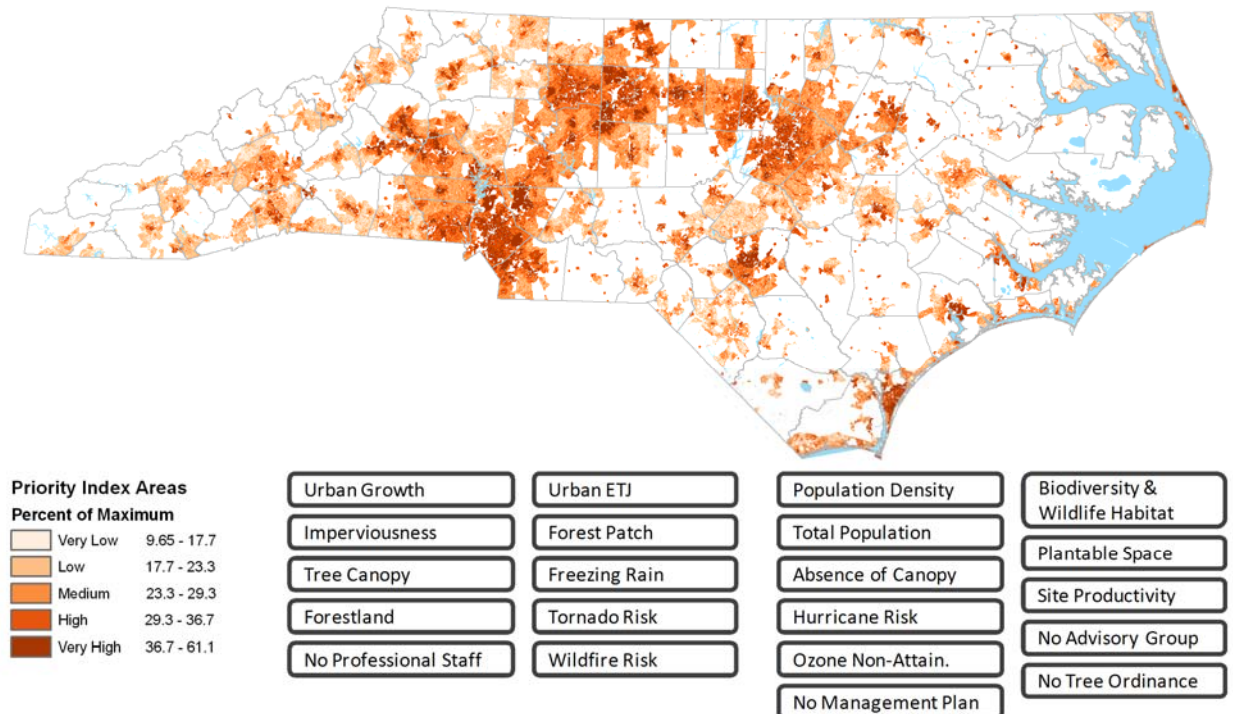 Priority Index Areas
Percent of Maximum
Very Low 9.65 - 17.7
Low 17.7 - 23.3
Medium 23.3 - 29.3
High 29.3 - 36.7
Very High 36.7 - 61.1
Urban Growth
Imperviousness
Tree Canopy
Forestland
No Professional Staff
Urban ETJ
Forest Patch
Freezing Rain
Tornado Risk
Wildfire Risk
Population Density
Total Population
Absence of Canopy
Hurricane Risk
Ozone Non-Attain.
No Management Plan
Biodiversity &
Wildlife Habitat
Plantable Space
Site Productivity
No Advisory Group
No Tree Ordinance